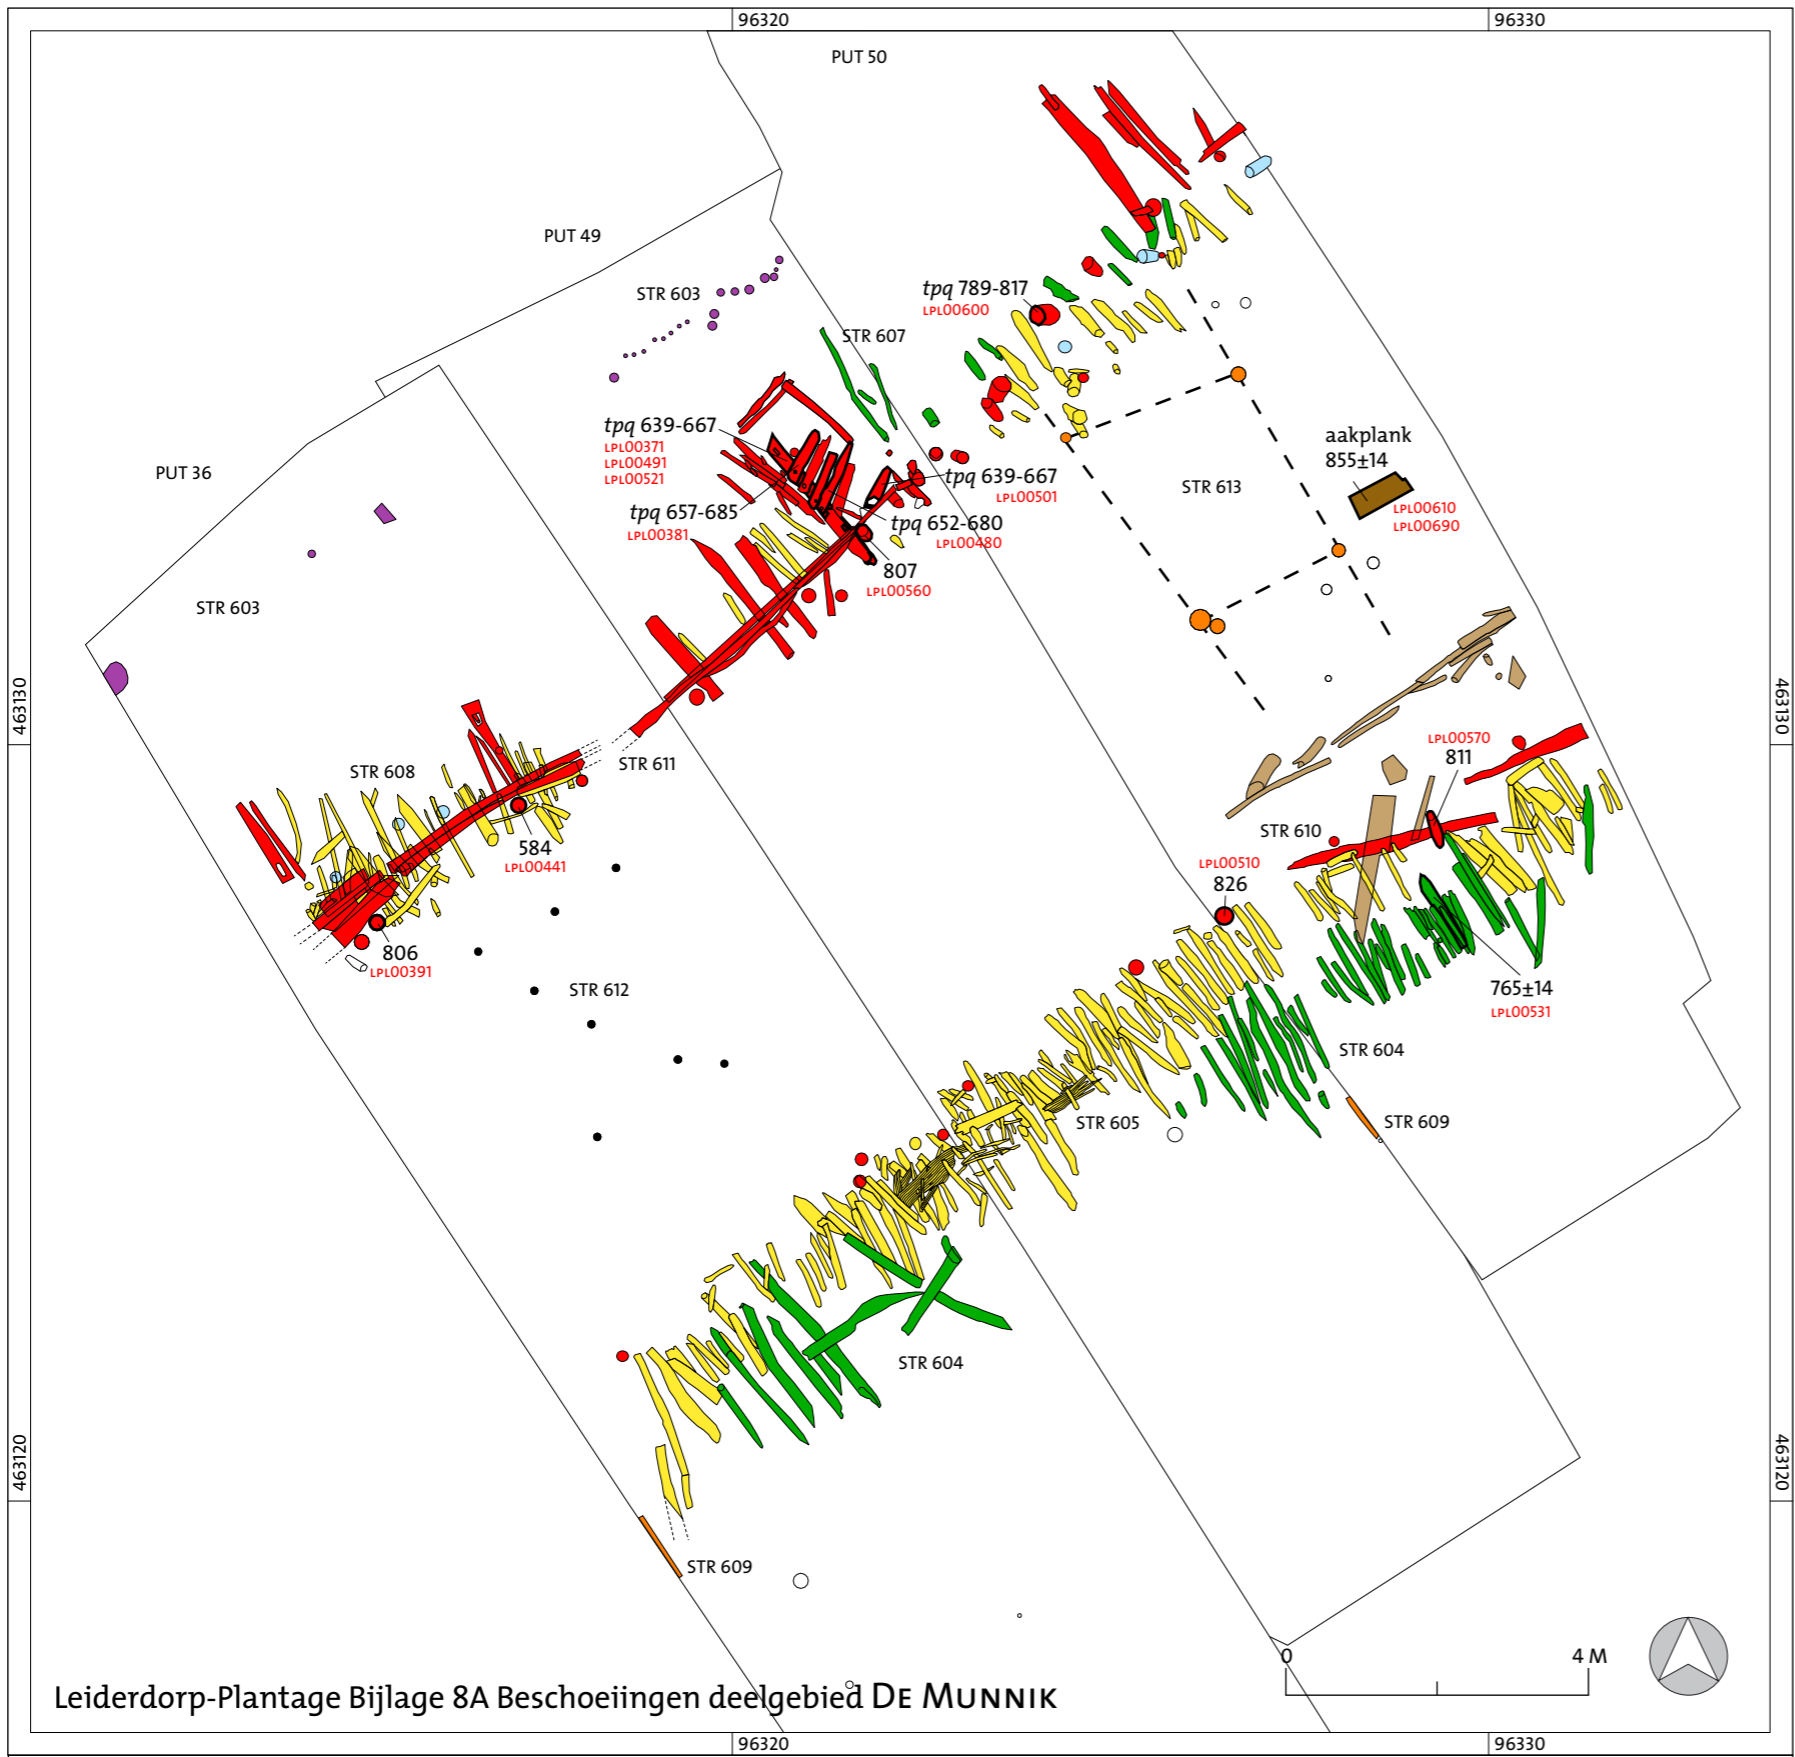 96320
96330
PUT 50
PUT 49
STR 603
tpq 789-817
LPL00600
STR 607
tpq 639-667
LPL00371
LPL00491
LPL00521
aakplank
855±14
PUT 36
tpq 639-667
LPL00501
STR 613
LPL00610
LPL00690
tpq 657-685
LPL00381
tpq 652-680
LPL00480
807
LPL00560
STR 603
463130
463130
STR 611
STR 608
LPL00570
811
STR 610
584
LPL00441
LPL00510
826
806
LPL00391
STR 612
765±14
LPL00531
STR 604
STR 605
STR 609
STR 604
463120
463120
STR 609
0
4 M
Leiderdorp-Plantage Bijlage 8A Beschoeiingen deelgebied DE MUNNIK
96320
96330